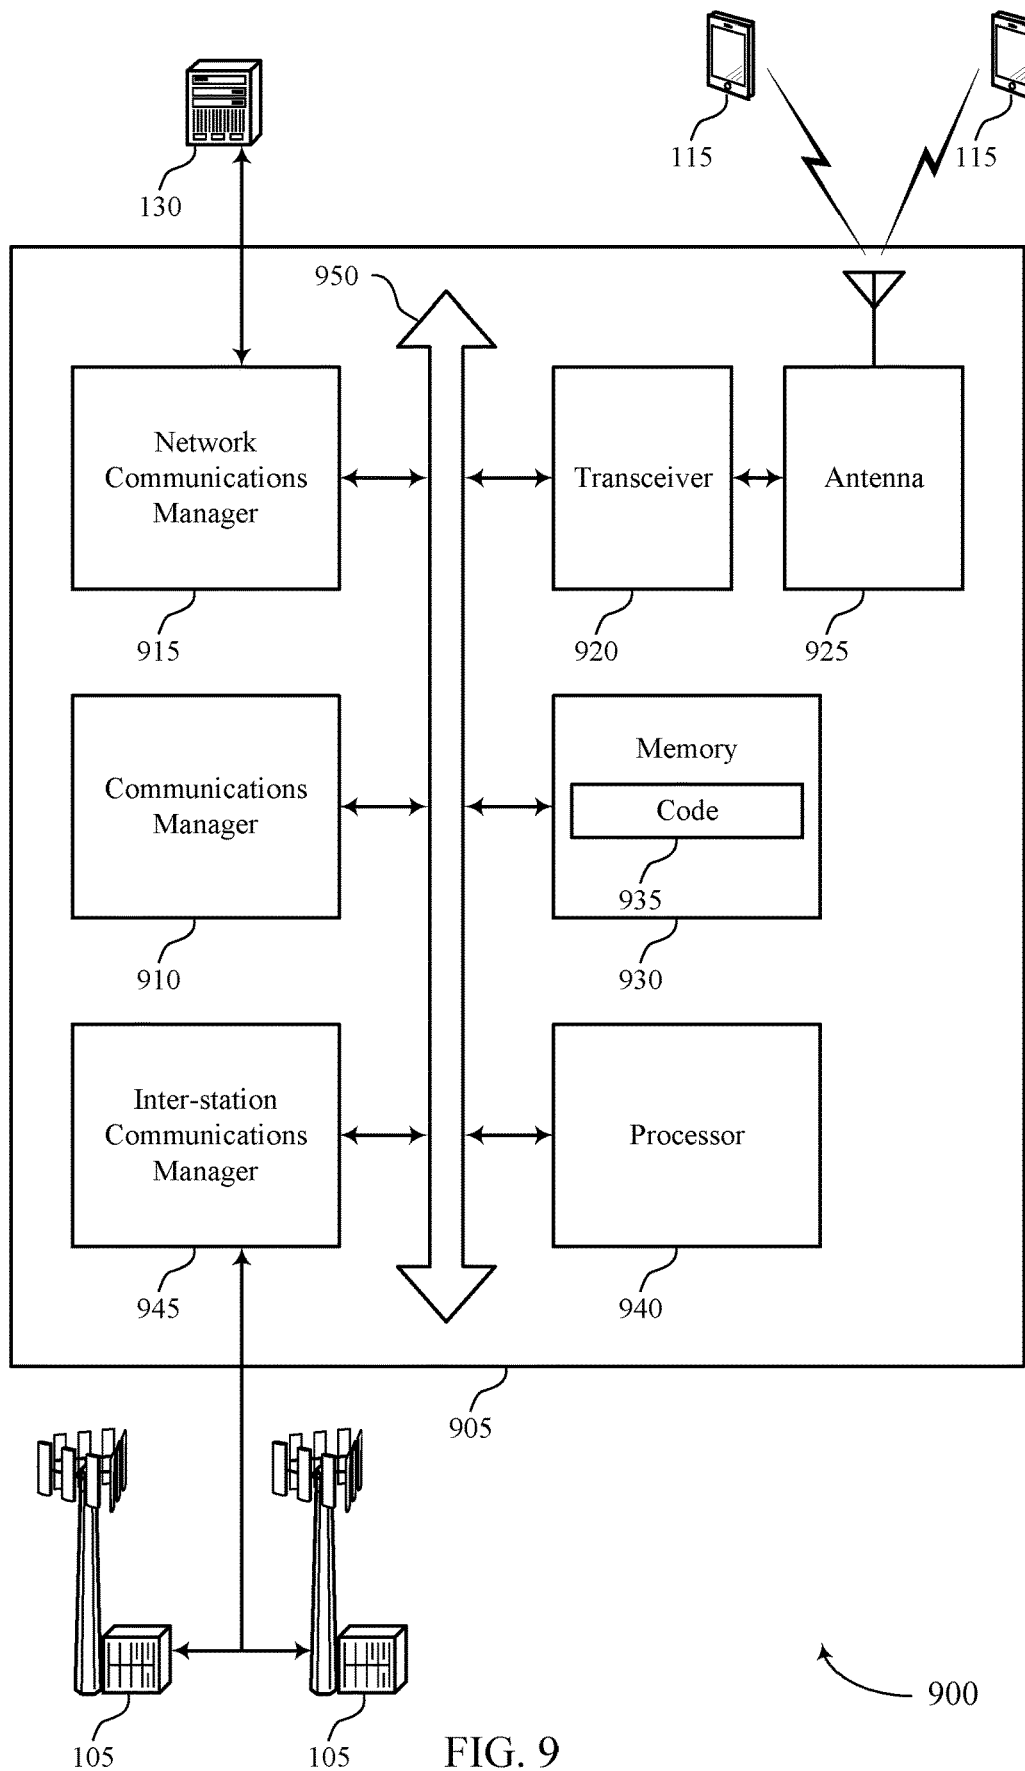 115
115
130
950
Network
Communications
Manager
Transceiver
Antenna
915
920
925
Communications
Manager
Memory
Code
935
910
930
Inter-station
Communications
Manager
Processor
945
940
905
900
105
105
FIG. 9